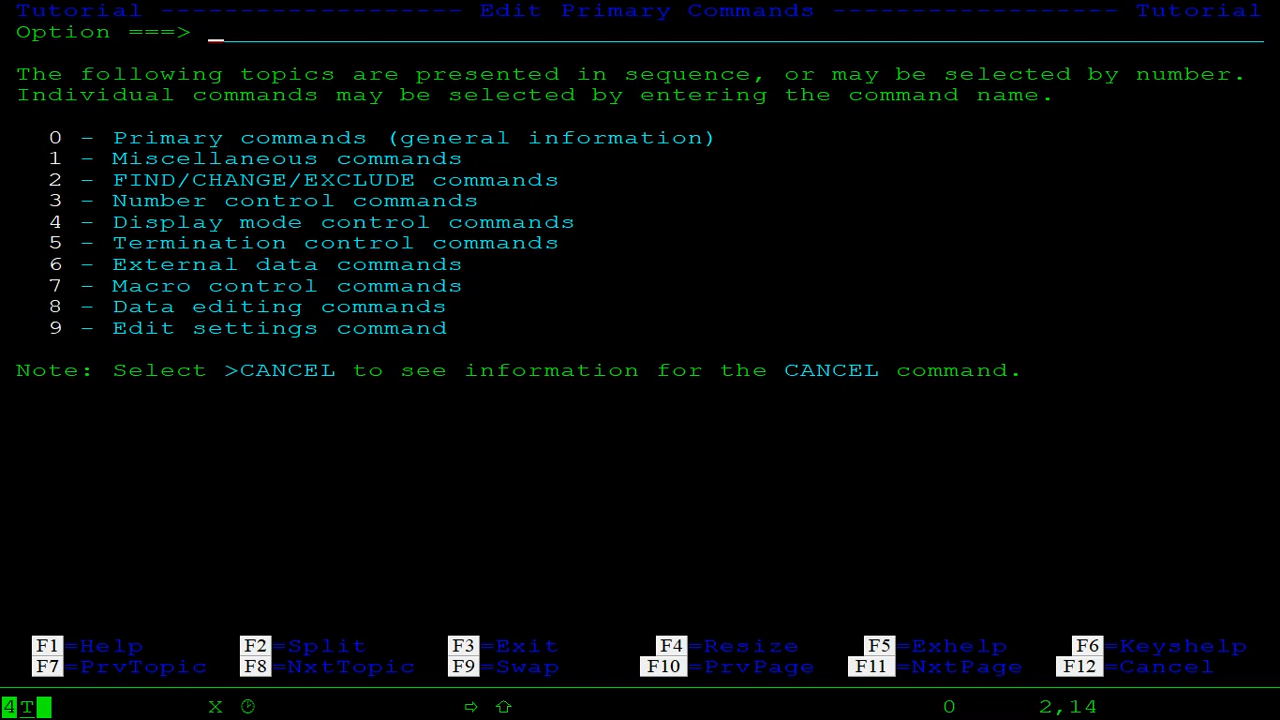 Tutorial -------------------- Edit Primary Commands ------------------ Tutorial
Option ===> _
The following topics are presented in sequence, or may be selected by number.
Individual commands may be selected by entering the command name.
0 - Primary commands (general information)
1 - Miscellaneous commands
2 - FIND/CHANGE/EXCLUDE commands
3 - Number control commands
4 - Display mode control commands
5 - Termination control commands
6 - External data commands
7 - Macro control commands
8 - Data editing commands
9 - Edit settings command
Note: Select >CANCEL to see information for the CANCEL command.
F1=Help F2=Split F3=Exit F4=Resize F5=Exhelp F6=Keyshelp
F7=PrvTopic F8=NxtTopic F9=Swap F10=PrvPage F11=NxtPage F12=Cancel
4T X 🕑 ⇨ ⇧ 0 2,14